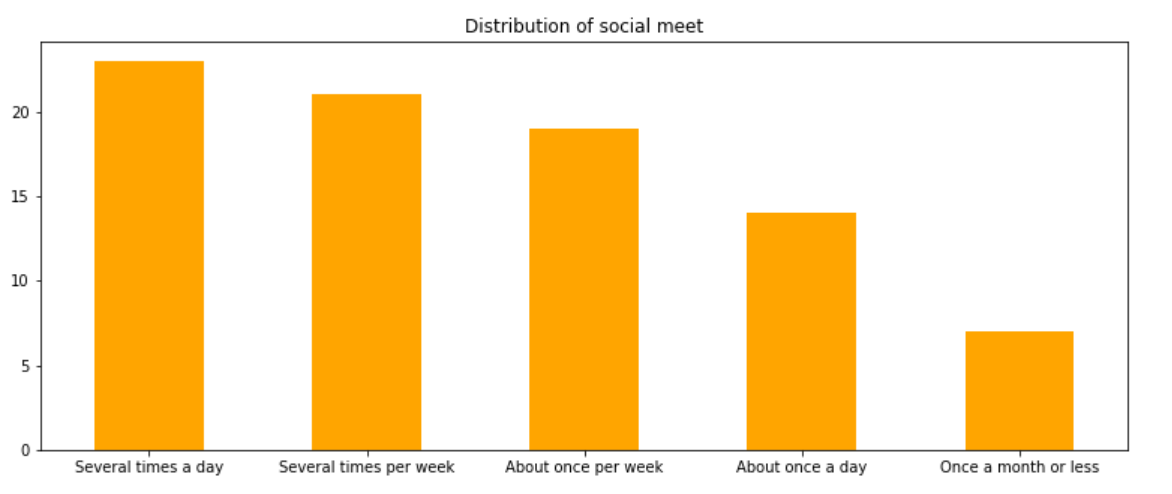 Distribution of social meet
20
15
10
5
0
Several times a day
Several times per week
About once per week
About once a day
Once a month or less